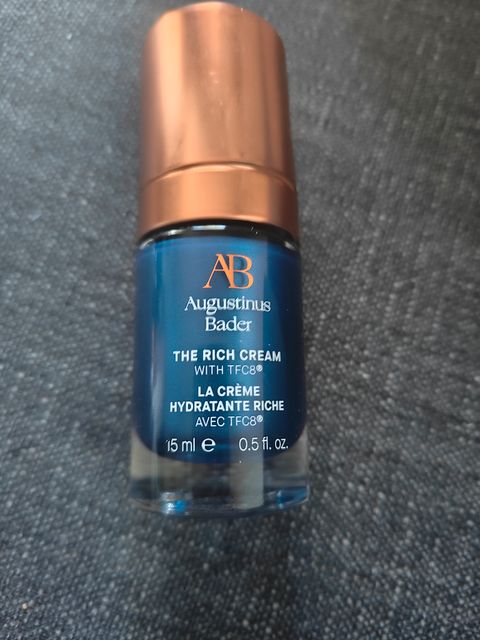 AB
Augustinus
Bader
THE RICH CREAM
WITH TFC8®
LA CRÈME
HYDRATANTE RICHE
AVEC TFC8®
15 ml ℮ 0.5 fl. oz.